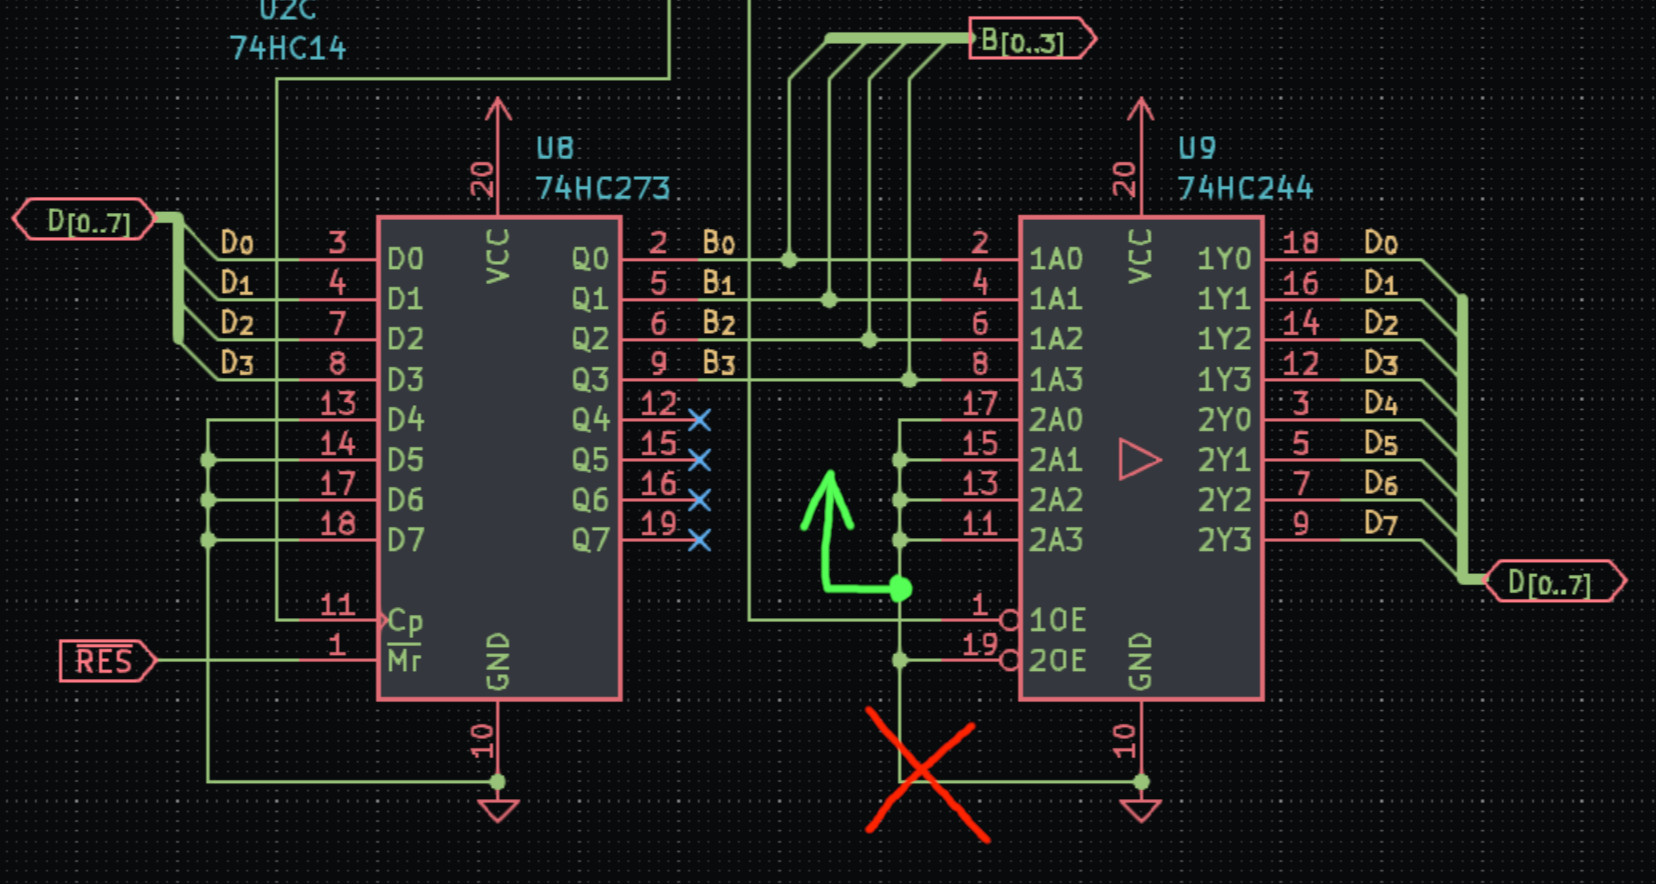 U2C
74HC14
B[0..3]
U8
74HC273
U9
74HC244
D[0..7]
20
VCC
D0 3 D0 Q0 2 B0
D1 4 D1 Q1 5 B1
D2 7 D2 Q2 6 B2
D3 8 D3 Q3 9 B3
13 D4 Q4 12
14 D5 Q5 15
17 D6 Q6 16
18 D7 Q7 19
11 Cp
RES 1 Mr
GND
10
20
VCC
2 1A0 1Y0 18 D0
4 1A1 1Y1 16 D1
6 1A2 1Y2 14 D2
8 1A3 1Y3 12 D3
17 2A0 2Y0 3 D4
15 2A1 2Y1 5 D5
13 2A2 2Y2 7 D6
11 2A3 2Y3 9 D7
D[0..7]
1 1OE
19 2OE
GND
10